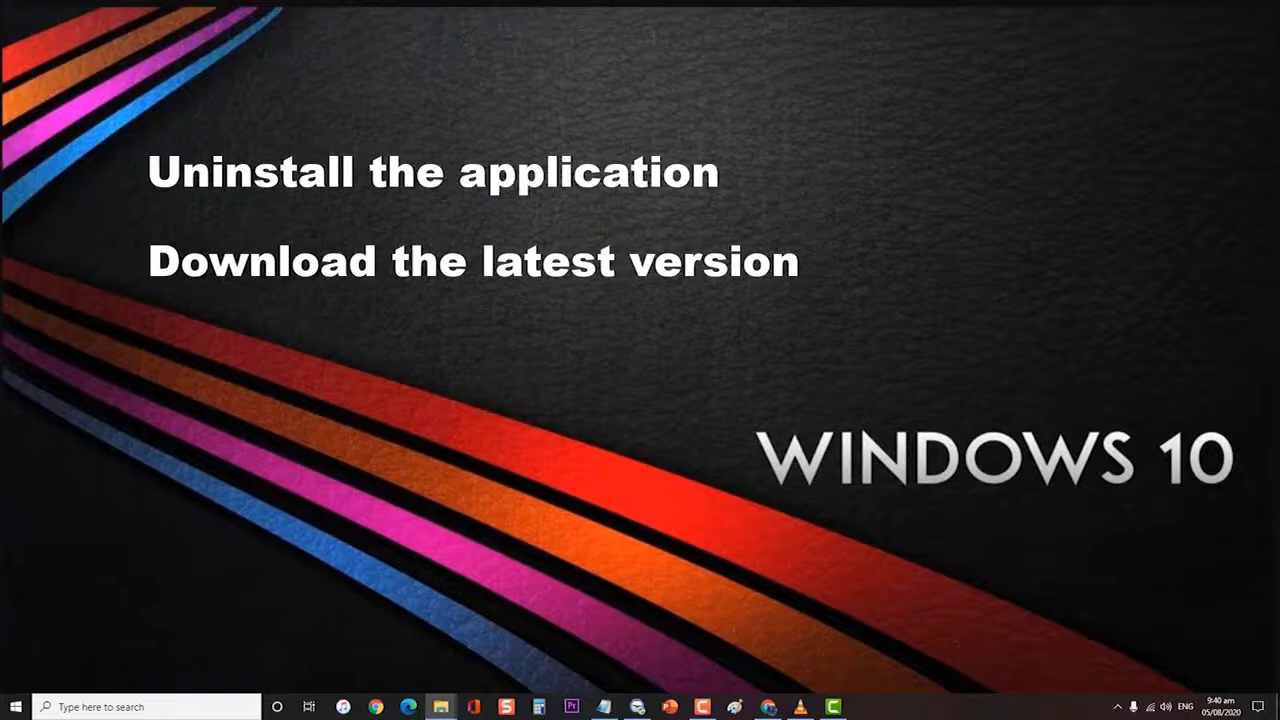 Uninstall the application
Download the latest version
WINDOWS 10
Type here to search
ENG
9:40 am
05/08/2020